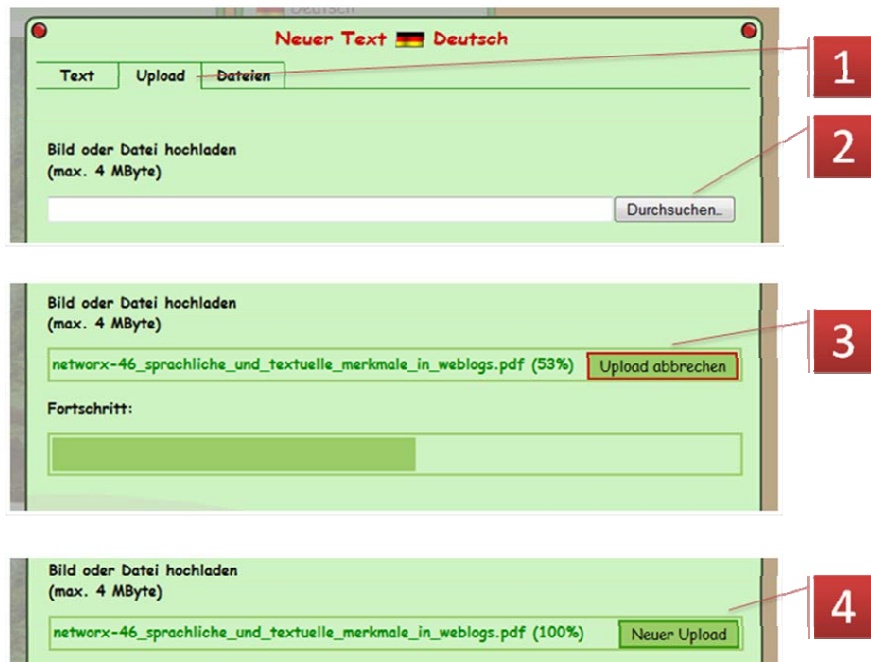 Deutsch
Neuer Text Deutsch
Text Upload Dateien
1
Bild oder Datei hochladen
(max. 4 MByte)
2
Durchsuchen...
Bild oder Datei hochladen
(max. 4 MByte)
networx-46_sprachliche_und_textuelle_merkmale_in_weblogs.pdf (53%) Upload abbrechen
3
Fortschritt:
Bild oder Datei hochladen
(max. 4 MByte)
networx-46_sprachliche_und_textuelle_merkmale_in_weblogs.pdf (100%) Neuer Upload
4